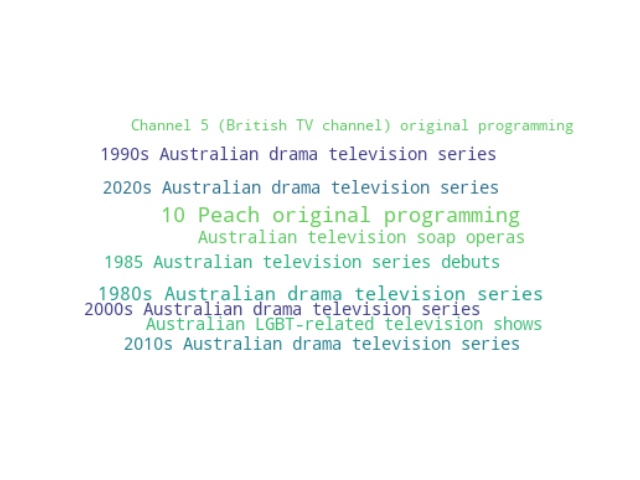 Channel 5 (British TV channel) original programming
1990s Australian drama television series
2020s Australian drama television series
10 Peach original programming
Australian television soap operas
1985 Australian television series debuts
1980s Australian drama television series
2000s Australian drama television series
Australian LGBT-related television shows
2010s Australian drama television series